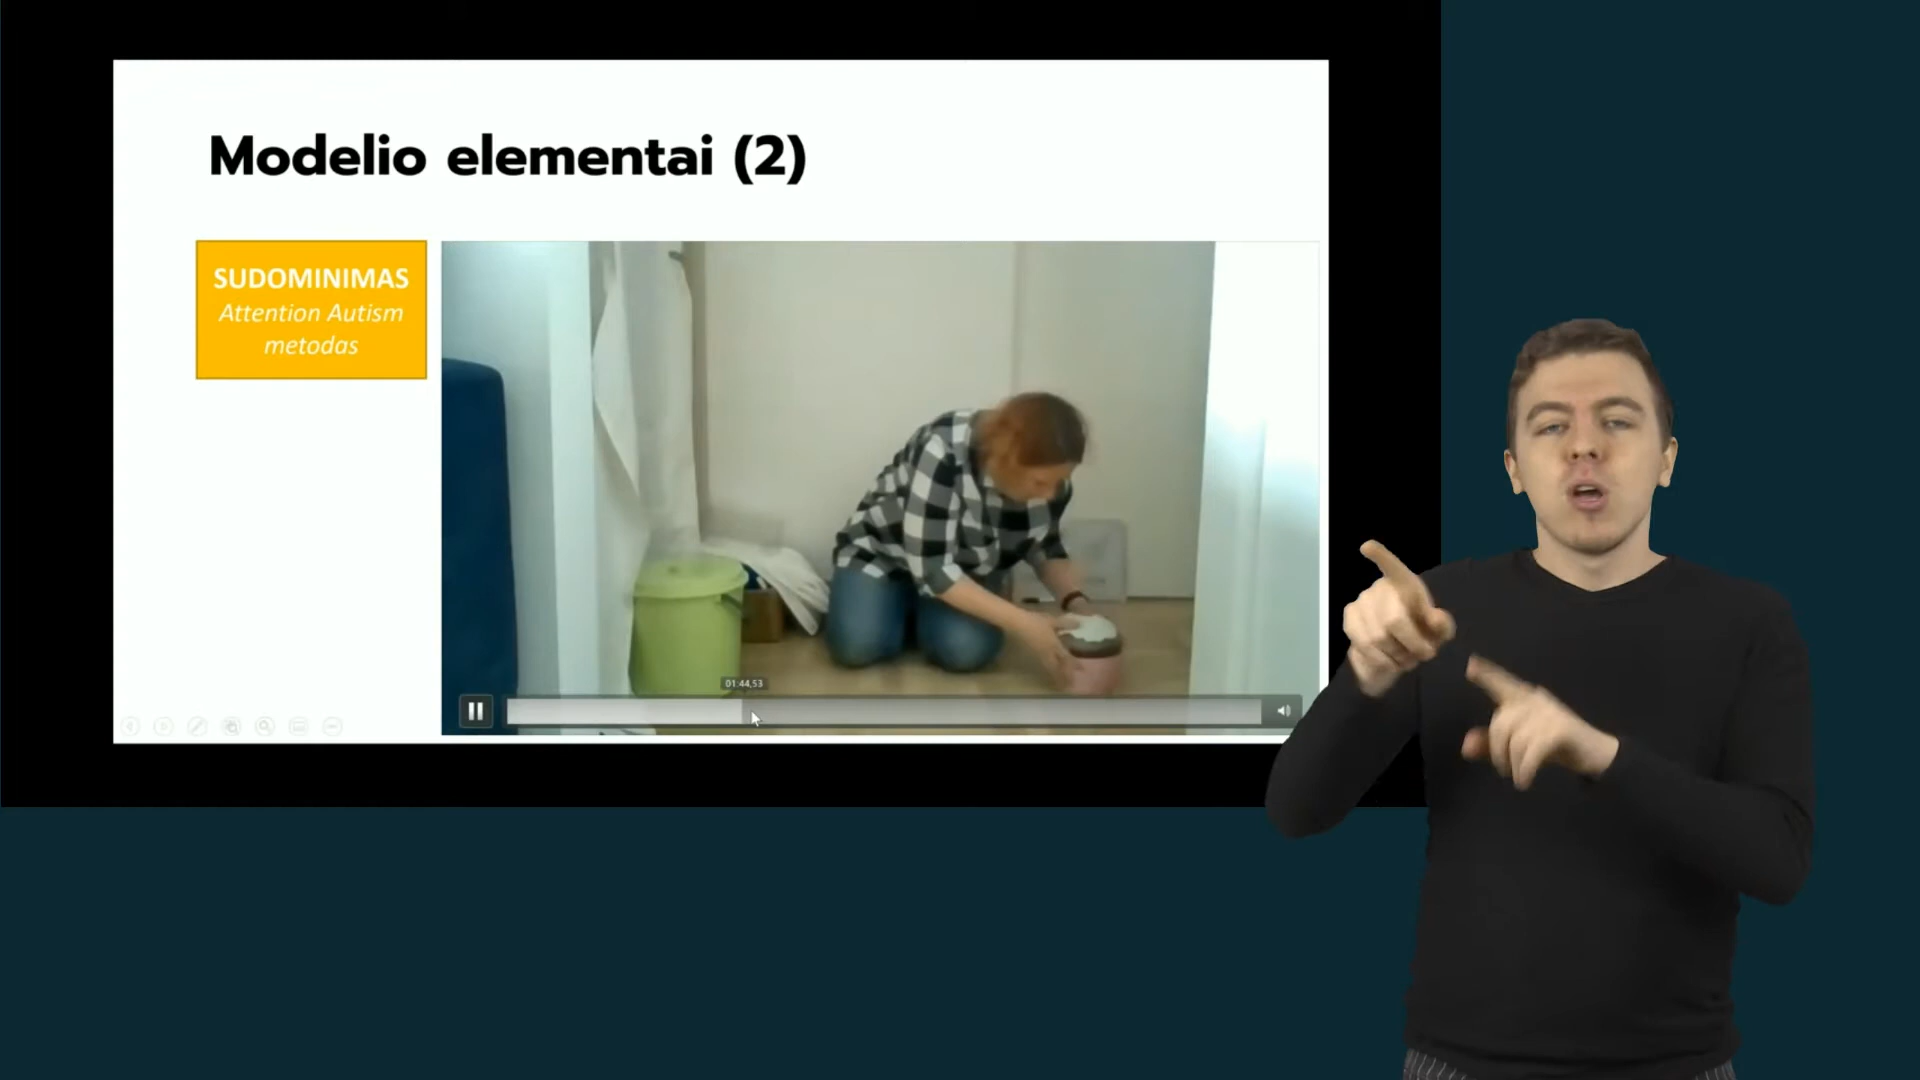 Modelio elementai (2)
SUDOMINIMAS
Attention Autism
metodas
01:44,53